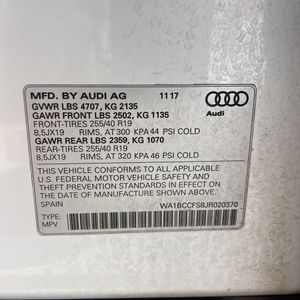 MFD. BY AUDI AG 11 17
GVWR LBS 4707, KG 2135
GAWR FRONT LBS 2502, KG 1135
FRONT-TIRES 255/40 R19
8,5JX19 RIMS, AT 300 KPA 44 PSI COLD
GAWR REAR LBS 2359, KG 1070
REAR-TIRES 255/40 R19
8,5JX19 RIMS, AT 320 KPA 46 PSI COLD
Audi
THIS VEHICLE CONFORMS TO ALL APPLICABLE
U.S. FEDERAL MOTOR VEHICLE SAFETY AND
THEFT PREVENTION STANDARDS IN EFFECT ON
THE DATE OF MANUFACTURE SHOWN ABOVE.
SPAIN WA1BCCFS8JR020370
TYPE:
MPV